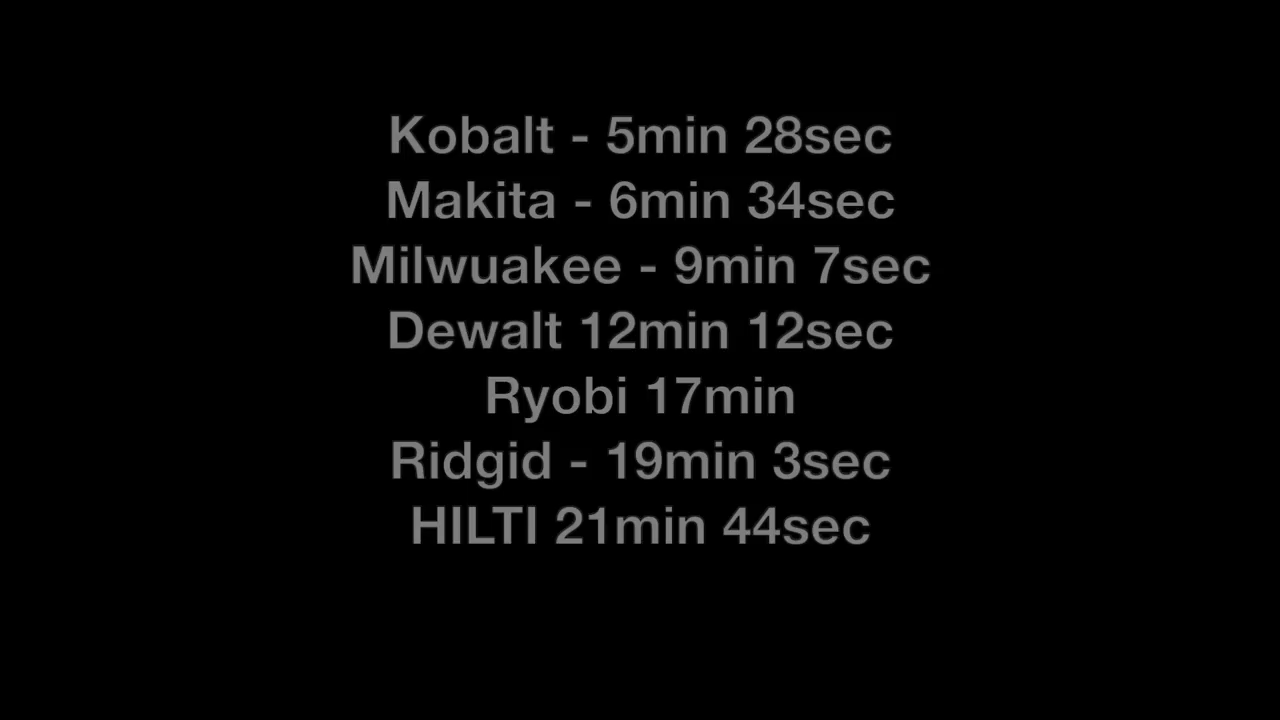 Kobalt - 5min 28sec
Makita - 6min 34sec
Milwuakee - 9min 7sec
Dewalt 12min 12sec
Ryobi 17min
Ridgid - 19min 3sec
HILTI 21min 44sec